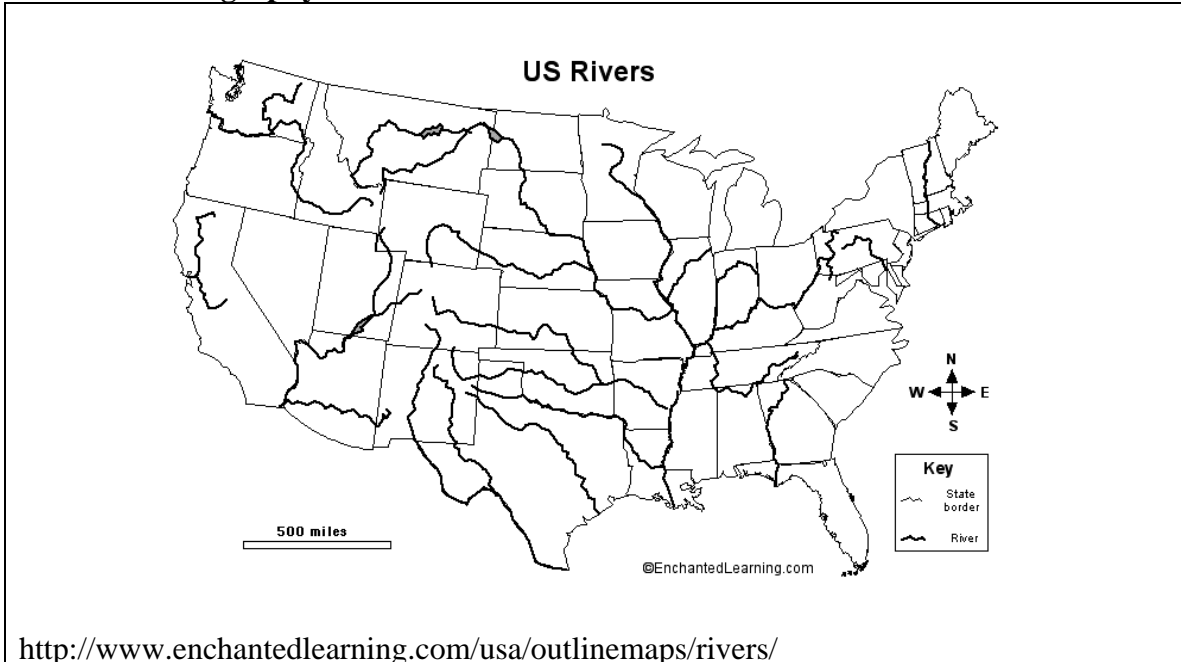 US Rivers
N
W E
S
Key
State
border
River
500 miles
©EnchantedLearning.com
http://www.enchantedlearning.com/usa/outlinemaps/rivers/